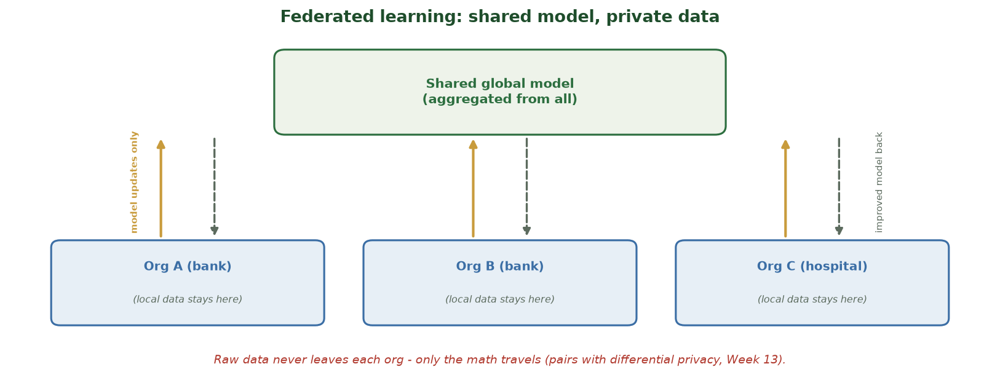 Federated learning: shared model, private data
Shared global model
(aggregated from all)
model updates only
improved model back
Org A (bank)
(local data stays here)
Org B (bank)
(local data stays here)
Org C (hospital)
(local data stays here)
Raw data never leaves each org - only the math travels (pairs with differential privacy, Week 13).